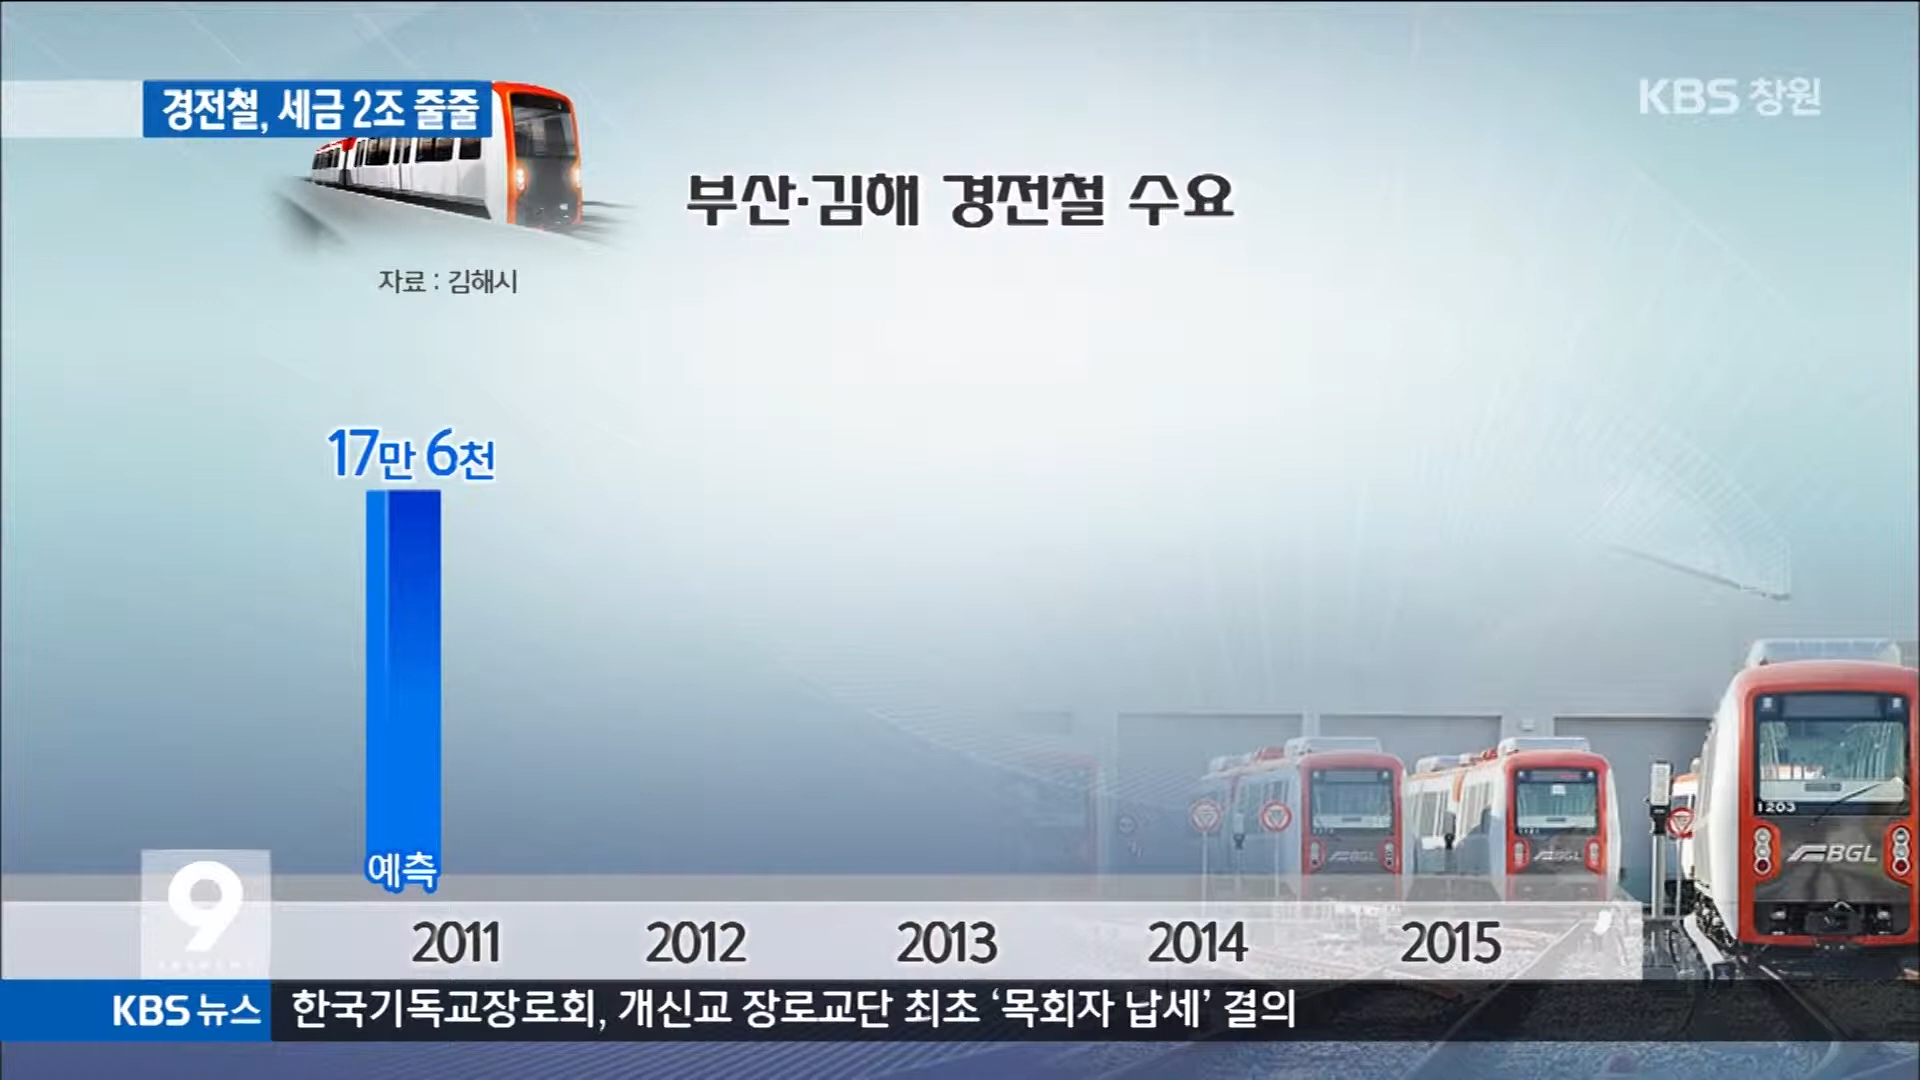 경전철, 세금 2조 줄줄
KBS 창원
부산·김해 경전철 수요
자료 : 김해시
17만 6천
예측
9
2011 2012 2013 2014 2015
1203
BGL
BGL
BGL
KBS 뉴스 한국기독교장로회, 개신교 장로교단 최초 ‘목회자 납세’ 결의